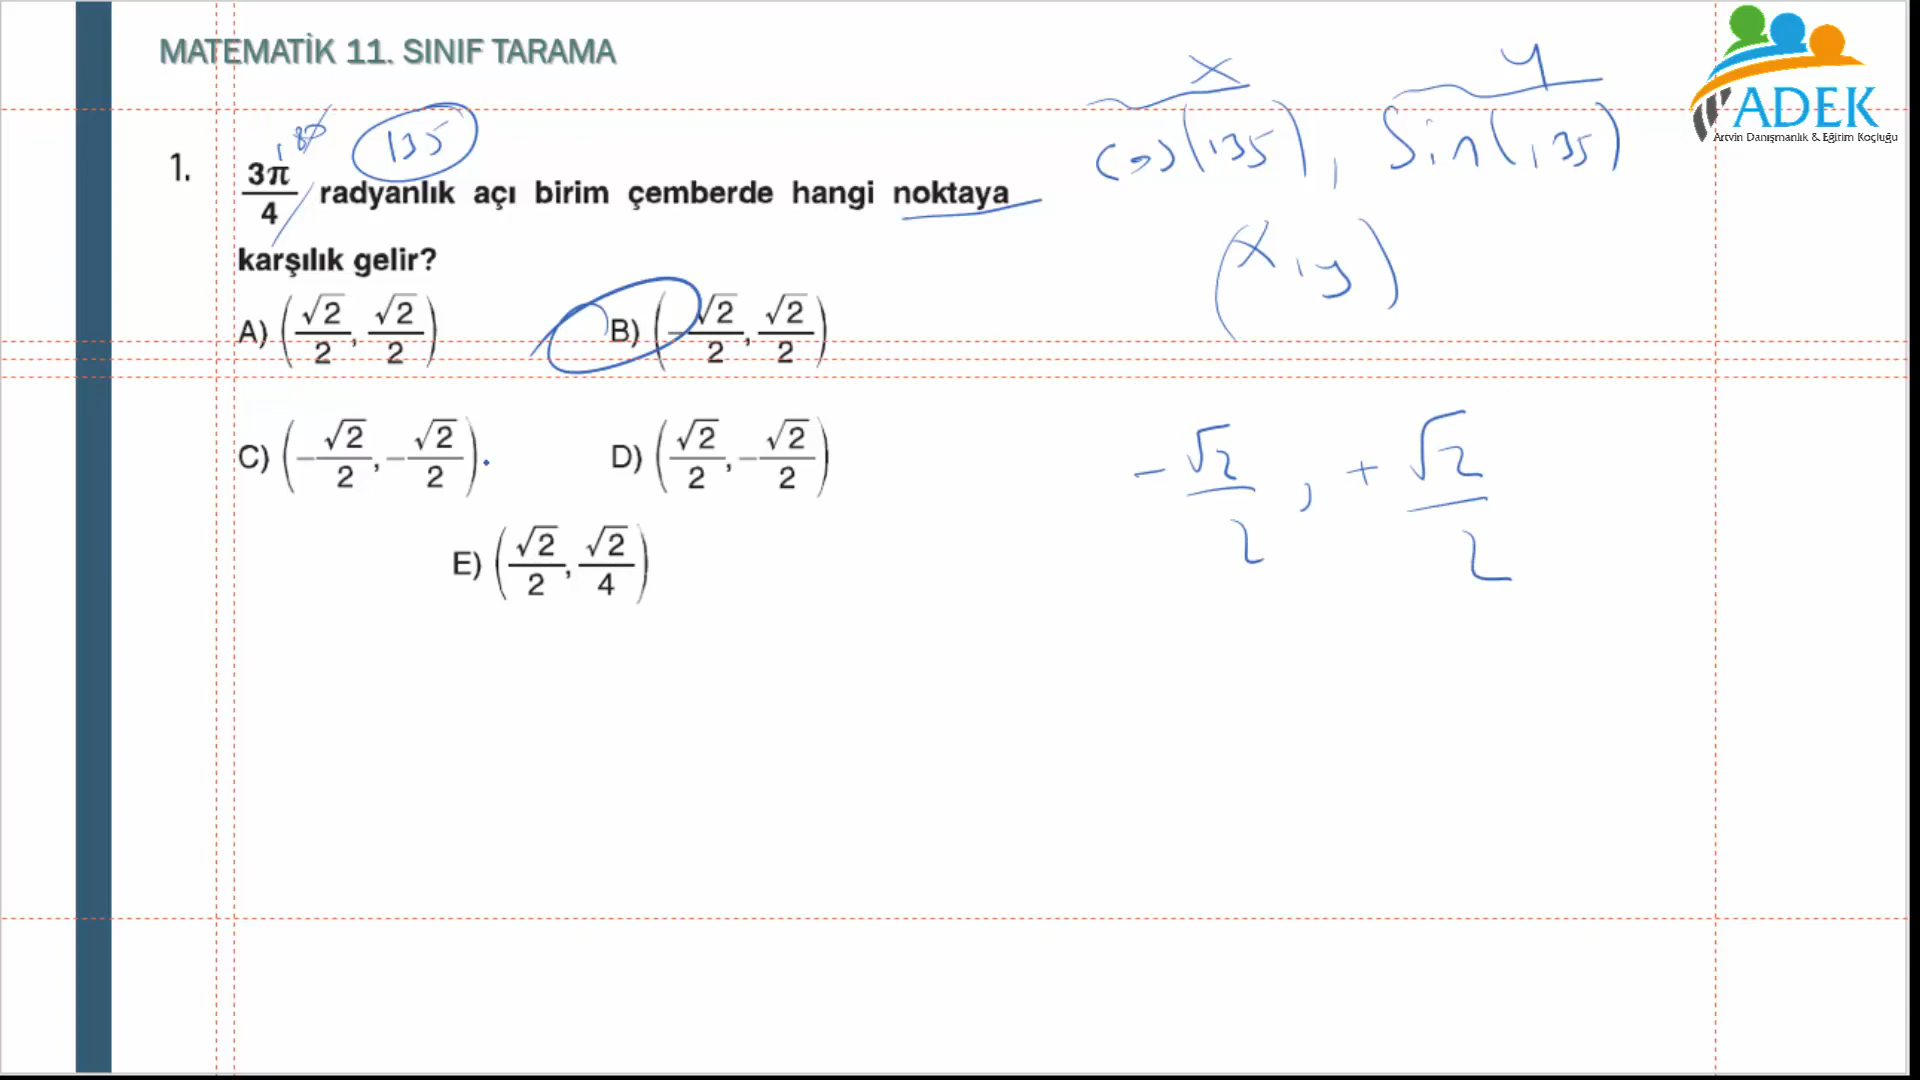 MATEMATİK 11. SINIF TARAMA
ADEK
Artvin Danışmanlık & Eğitim Koçluğu
x y
cos(135), Sin(135)
(x, y)
180 135
1. 3π/4 radyanlık açı birim çemberde hangi noktaya
karşılık gelir?
A) (√2/2, √2/2) B) (-√2/2, √2/2)
C) (-√2/2, -√2/2). D) (√2/2, -√2/2)
E) (√2/2, √2/4)
-√2/2, +√2/2